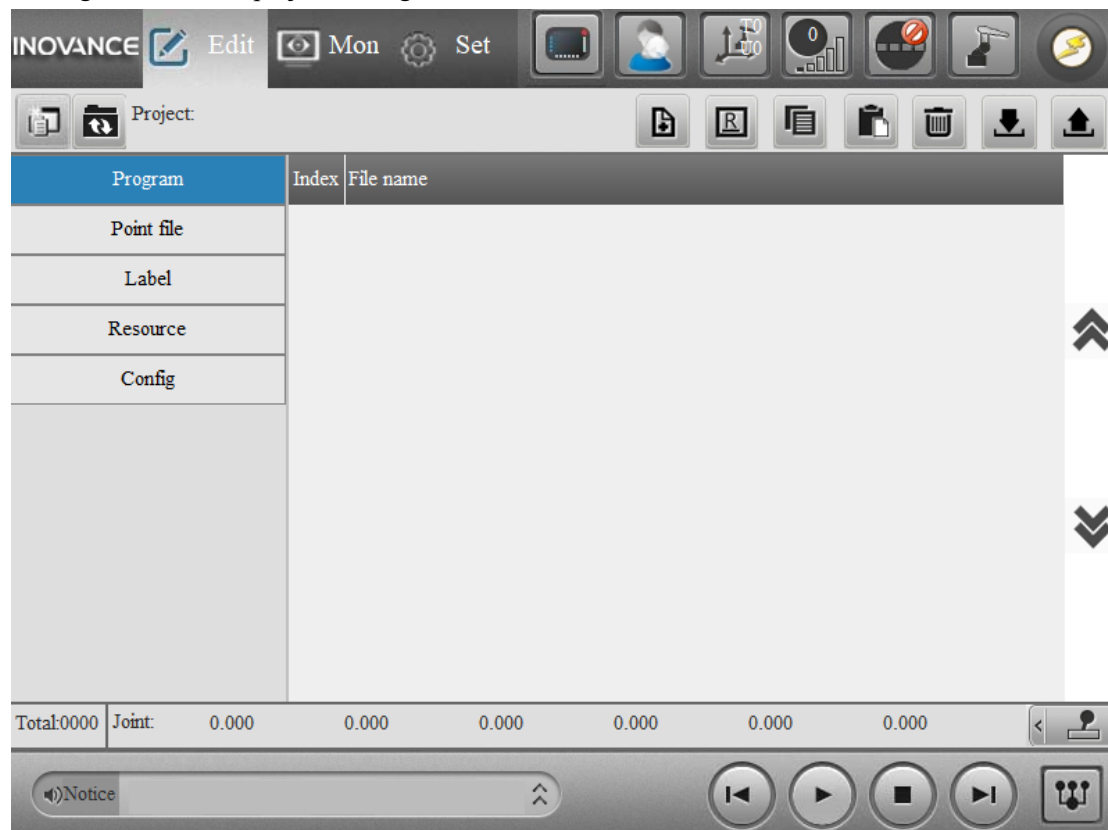 INOVANCE Edit Mon Set T0 U0 0
Project: R
Program Index File name
Point file
Label
Resource
Config
Total:0000 Joint: 0.000 0.000 0.000 0.000 0.000 0.000
Notice